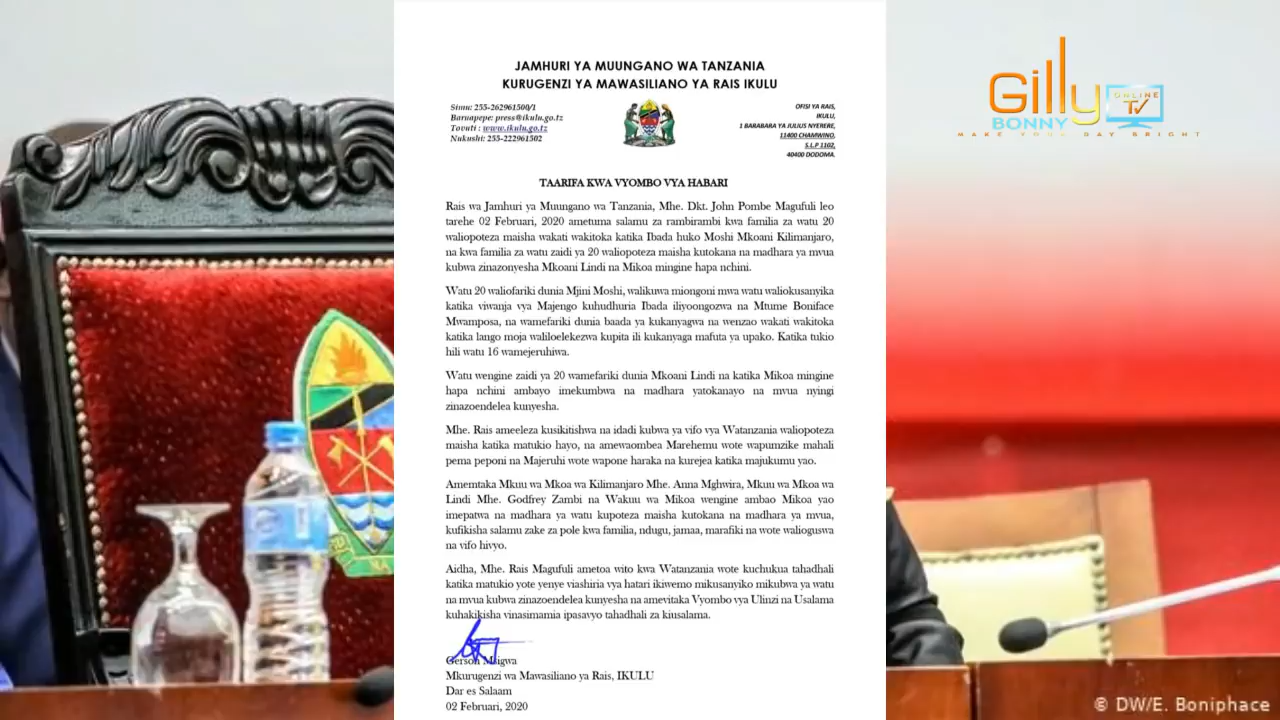 JAMHURI YA MUUNGANO WA TANZANIA
KURUGENZI YA MAWASILIANO YA RAIS IKULU
Simu: 255-262961500/1
Baruapepe: press@ikulu.go.tz
Tovuti : www.ikulu.go.tz
Nukushi: 255-222961502
OFISI YA RAIS,
IKULU,
1 BARABARA YA JULIUS NYERERE,
11400 CHAMWINO,
S.L.P 1102,
40400 DODOMA.
TAARIFA KWA VYOMBO VYA HABARI
Rais wa Jamhuri ya Muungano wa Tanzania, Mhe. Dkt. John Pombe Magufuli leo
tarehe 02 Februari, 2020 ametuma salamu za rambirambi kwa familia za watu 20
waliopoteza maisha wakati wakitoka katika Ibada huko Moshi Mkoani Kilimanjaro,
na kwa familia za watu zaidi ya 20 waliopoteza maisha kutokana na madhara ya mvua
kubwa zinazonyesha Mkoani Lindi na Mikoa mingine hapa nchini.
Watu 20 waliofariki dunia Mjini Moshi, walikuwa miongoni mwa watu waliokusanyika
katika viwanja vya Majengo kuhudhuria Ibada iliyoongozwa na Mtume Boniface
Mwamposa, na wamefariki dunia baada ya kukanyagwa na wenzao wakati wakitoka
katika lango moja waliloelekezwa kupita ili kukanyaga mafuta ya upako. Katika tukio
hili watu 16 wamejeruhiwa.
Watu wengine zaidi ya 20 wamefariki dunia Mkoani Lindi na katika Mikoa mingine
hapa nchini ambayo imekumbwa na madhara yatokanayo na mvua nyingi
zinazoendelea kunyesha.
Mhe. Rais ameeleza kusikitishwa na idadi kubwa ya vifo vya Watanzania waliopoteza
maisha katika matukio hayo, na amewaombea Marehemu wote wapumzike mahali
pema peponi na Majeruhi wote wapone haraka na kurejea katika majukumu yao.
Amemtaka Mkuu wa Mkoa wa Kilimanjaro Mhe. Anna Mghwira, Mkuu wa Mkoa wa
Lindi Mhe. Godfrey Zambi na Wakuu wa Mikoa wengine ambao Mikoa yao
imepatwa na madhara ya watu kupoteza maisha kutokana na madhara ya mvua,
kufikisha salamu zake za pole kwa familia, ndugu, jamaa, marafiki na wote walioguswa
na vifo hivyo.
Aidha, Mhe. Rais Magufuli ametoa wito kwa Watanzania wote kuchukua tahadhali
katika matukio yote yenye viashiria vya hatari ikiwemo mikusanyiko mikubwa ya watu
na mvua kubwa zinazoendelea kunyesha na amevitaka Vyombo vya Ulinzi na Usalama
kuhakikisha vinasimamia ipasavyo tahadhali za kiusalama.
Gerson Msigwa
Mkurugenzi wa Mawasiliano ya Rais, IKULU
Dar es Salaam
02 Februari, 2020
Gilly
BONNY
ONLINE
TV
© DW/E. Boniphace